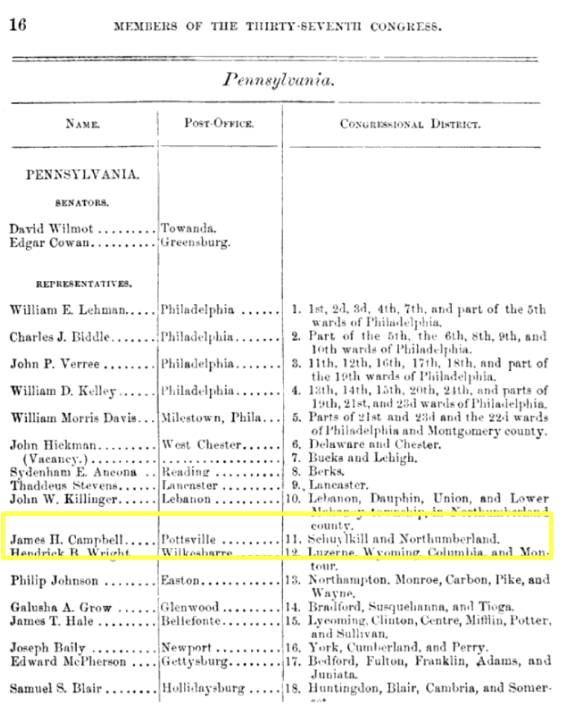 16 MEMBERS OF THE THIRTY-SEVENTH CONGRESS.
Pennsylvania.
NAME. POST-OFFICE. CONGRESSIONAL DISTRICT.
PENNSYLVANIA.
SENATORS.
David Wilmot ......... Towanda.
Edgar Cowan.......... Greensburg.
REPRESENTATIVES.
William E. Lehman..... Philadelphia ...... 1. 1st, 2d, 3d, 4th, 7th, and part of the 5th
wards of Philadelphia.
Charles J. Biddle....... Philadelphia....... 2. Part of the 5th, the 6th, 8th, 9th, and
10th wards of Philadelphia.
John P. Verree ........ Philadelphia....... 3. 11th, 12th, 16th, 17th, 18th, and part of
the 19th wards of Philadelphia.
William D. Kelley...... Philadelphia....... 4. 13th, 14th, 15th, 20th, 24th, and parts of
19th, 21st, and 23d wards of Philadelphia.
William Morris Davis... Milestown, Phila... 5. Parts of 21st and 23d and the 22d wards
of Philadelphia and Montgomery county.
John Hickman......... West Chester...... 6. Delaware and Chester.
(Vacancy.) .......... .................. 7. Bucks and Lehigh.
Sydenham E. Ancona .. Reading .......... 8. Berks.
Thaddeus Stevens...... Lancaster ......... 9. Lancaster.
John W. Killinger...... Lebanon .......... 10. Lebanon, Dauphin, Union, and Lower
Mahanoy township, in Northumberland
county.
James H. Campbell..... Pottsville ......... 11. Schuylkill and Northumberland.
Hendrick B. Wright Wilkesbarre 12. Luzerne, Wyoming, Columbia, and Mon-
tour.
Philip Johnson ........ Easton............ 13. Northampton, Monroe, Carbon, Pike, and
Wayne.
Galusha A. Grow ...... Glenwood ......... 14. Bradford, Susquehanna, and Tioga.
James T. Hale ........ Bellefonte......... 15. Lycoming, Clinton, Centre, Mifflin, Potter,
and Sullivan.
Joseph Baily .......... Newport .......... 16. York, Cumberland, and Perry.
Edward McPherson .... Gettysburg........ 17. Bedford, Fulton, Franklin, Adams, and
Juniata.
Samuel S. Blair ........ Hollidaysburg ..... 18. Huntingdon, Blair, Cambria, and Somer-